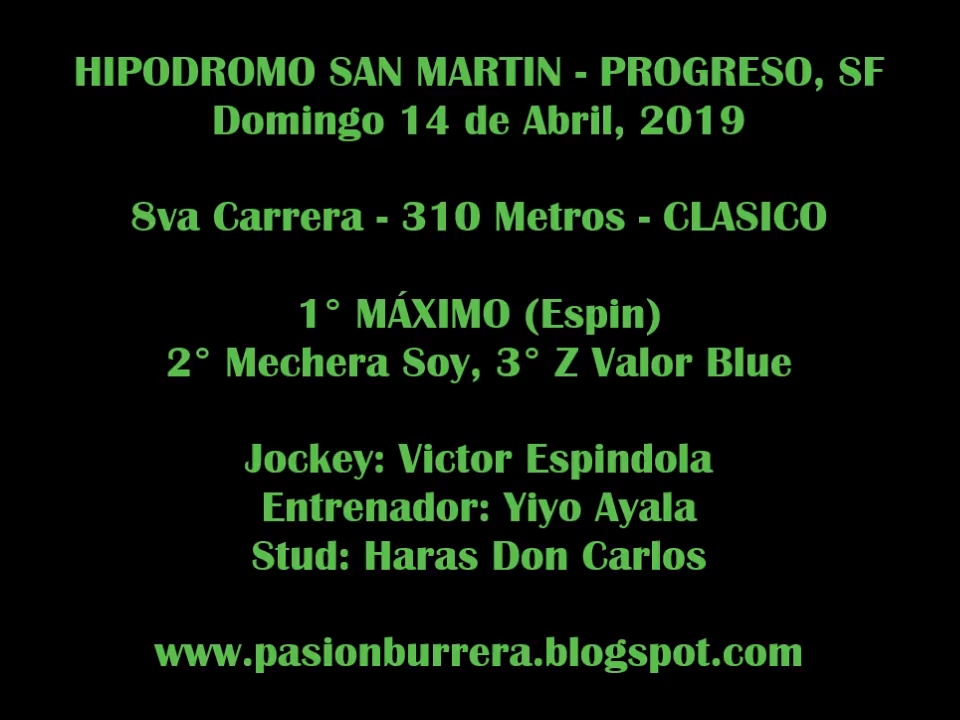 HIPODROMO SAN MARTIN - PROGRESO, SF
Domingo 14 de Abril, 2019
8va Carrera - 310 Metros - CLASICO
1° MÁXIMO (Espin)
2° Mechera Soy, 3° Z Valor Blue
Jockey: Victor Espindola
Entrenador: Yiyo Ayala
Stud: Haras Don Carlos
www.pasionburrera.blogspot.com